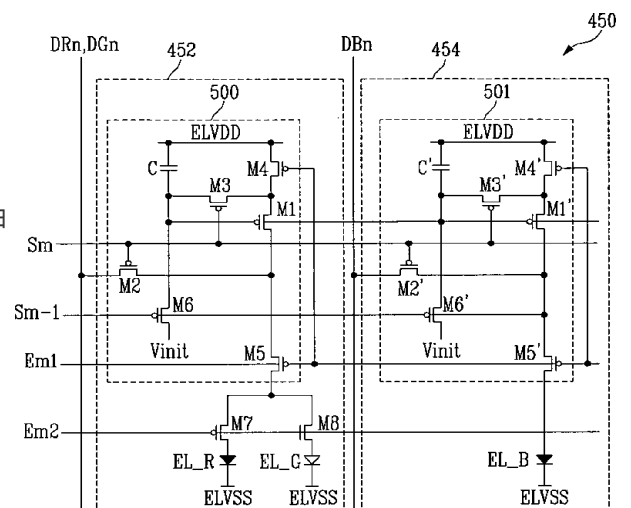 450
DRn,DGn
452
DBn
454
500
501
ELVDD
ELVDD
C
M4
C'
M4'
M3
M3'
M1
M1'
Sm
M2
M2'
Sm-1
M6
M6'
Vinit
Vinit
Em1
M5
M5'
Em2
M7
M8
EL_R
EL_G
EL_B
ELVSS
ELVSS
ELVSS